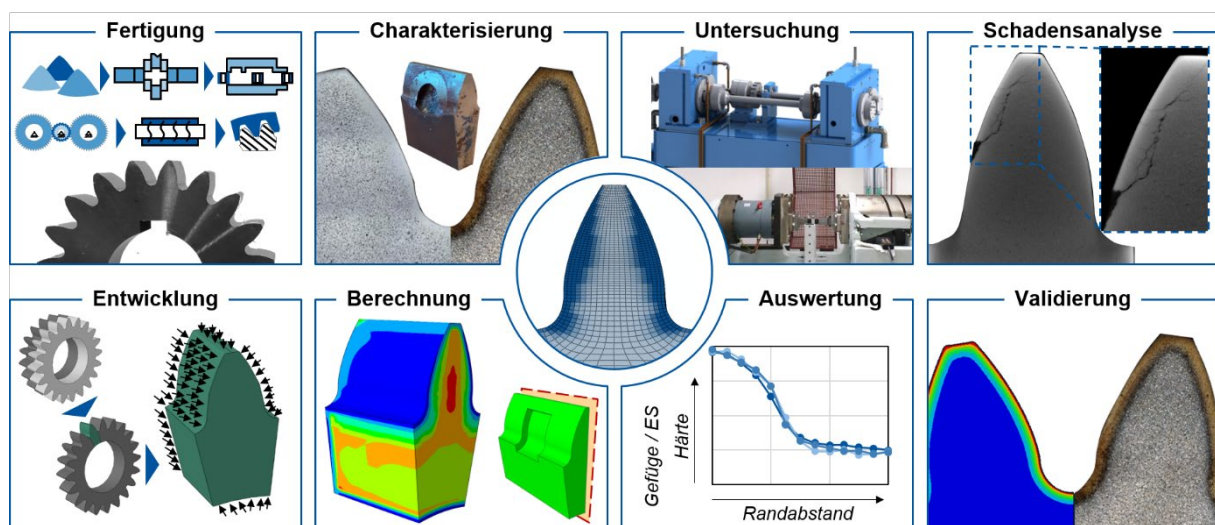 Fertigung
Charakterisierung
Untersuchung
Schadensanalyse
Entwicklung
Berechnung
Auswertung
Validierung
Gefüge / ES
Härte
Randabstand